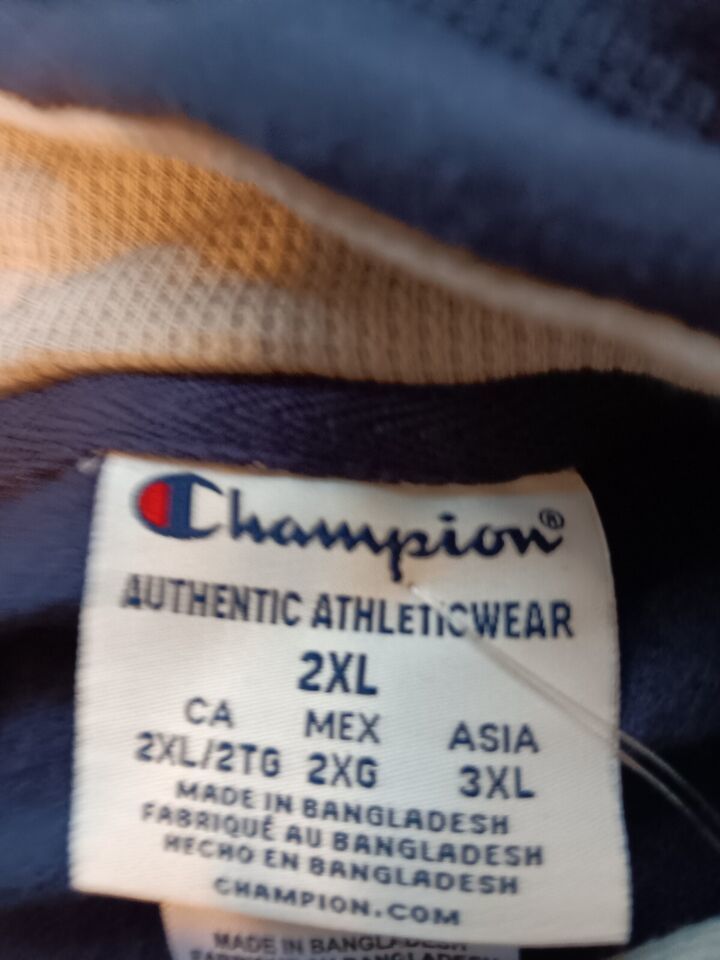 Champion®
AUTHENTIC ATHLETICWEAR
2XL
CA MEX ASIA
2XL/2TG 2XG 3XL
MADE IN BANGLADESH
FABRIQUÉ AU BANGLADESH
HECHO EN BANGLADESH
CHAMPION.COM
MADE IN BANGLADESH